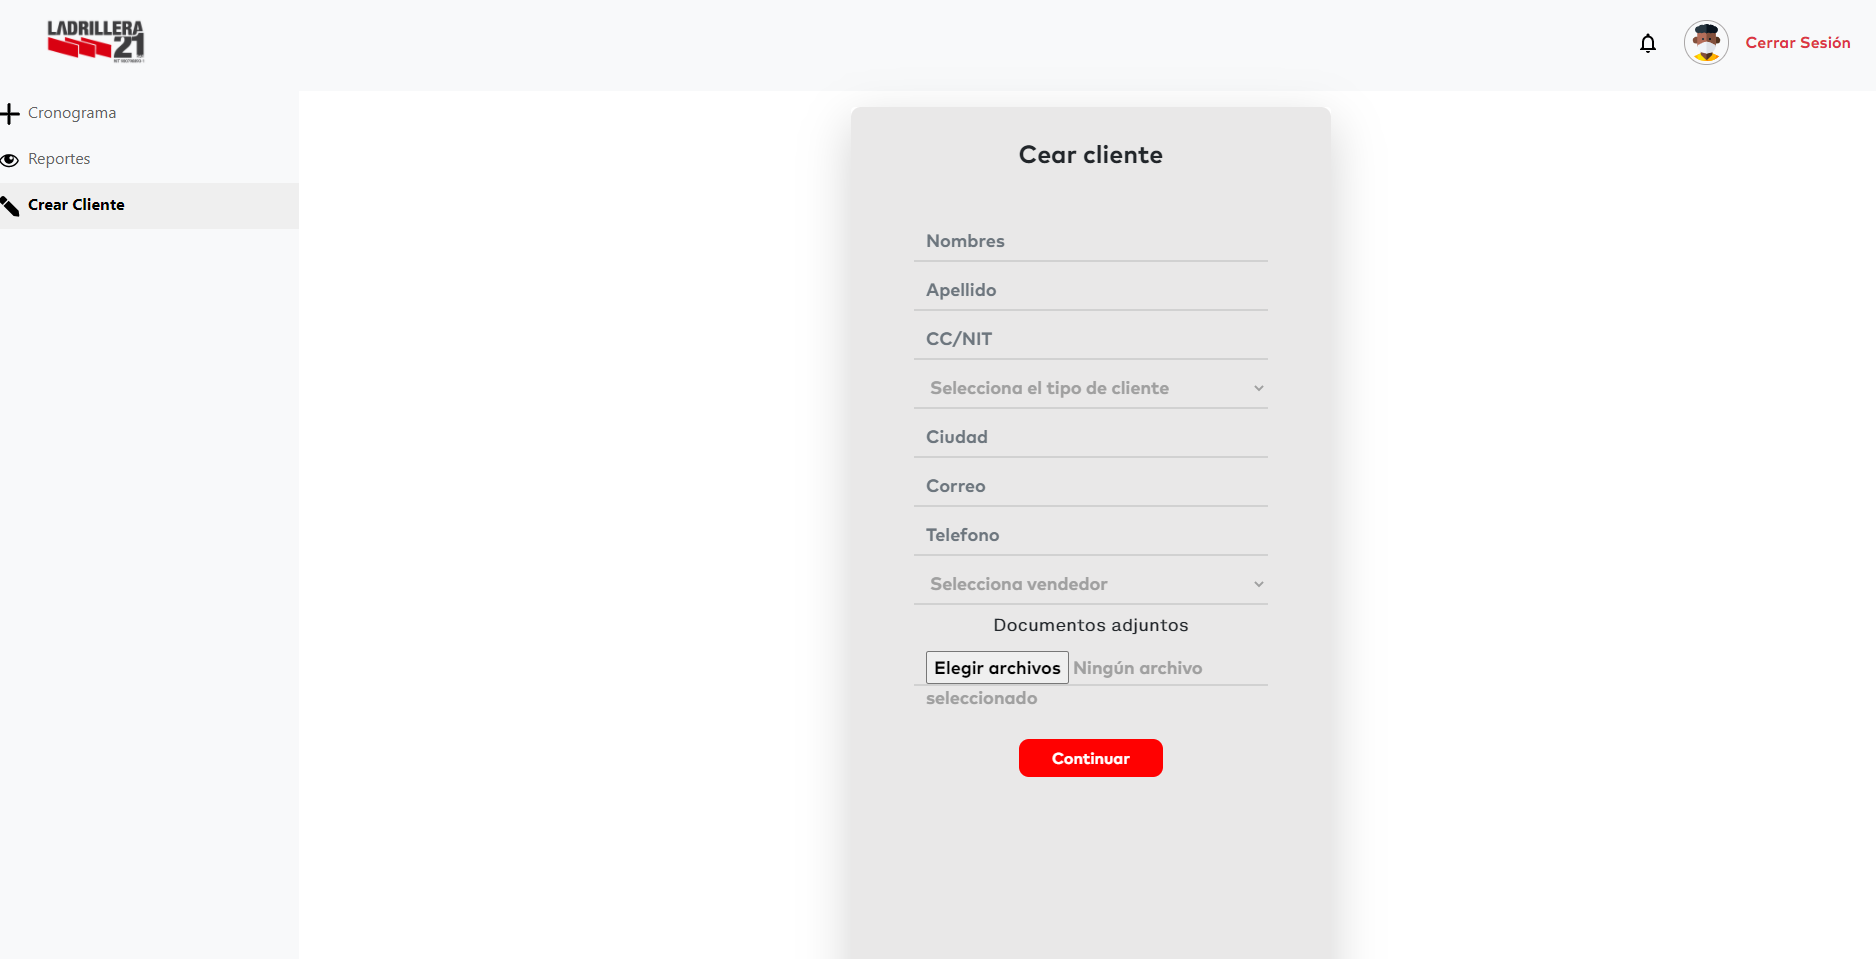 LADRILLERA
21
Cerrar Sesión
Cronograma
Reportes
Crear Cliente
Cear cliente
Nombres
Apellido
CC/NIT
Selecciona el tipo de cliente
Ciudad
Correo
Telefono
Selecciona vendedor
Documentos adjuntos
Elegir archivos Ningún archivo
seleccionado
Continuar